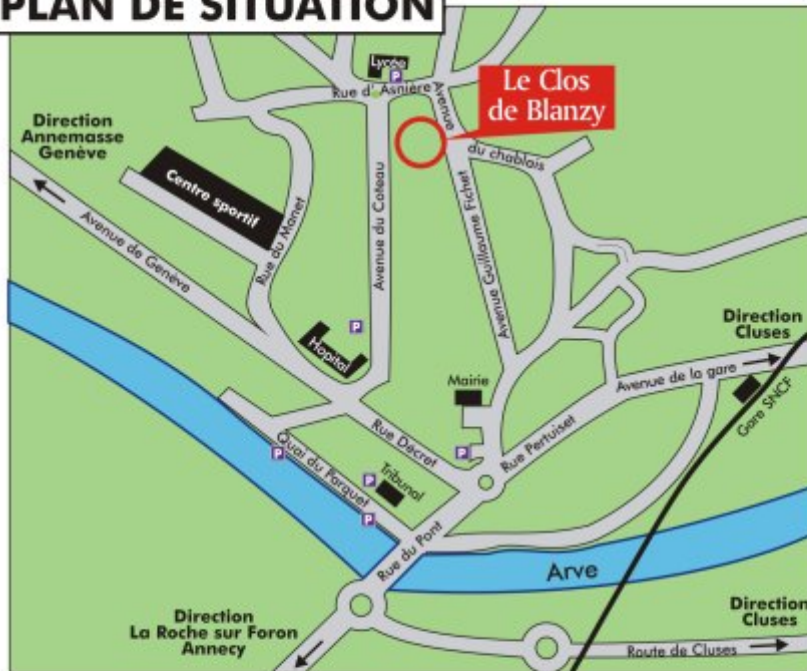 PLAN DE SITUATION
Lycée
P
Rue d'Asnière
Avenue
du chablais
Le Clos
de Blanzy
Direction
Annemasse
Genève
Centre sportif
Avenue de Genève
Rue du Manet
Avenue du Coteau
Avenue Guillaume Fichet
P
Hopital
Direction
Cluses
Mairie
Avenue de la gare
Gare SNCF
Rue Décret
Rue Pertuiset
P
Quai du Parquet
P
P
Tribunal
P
Rue du Pont
Arve
Direction
La Roche sur Foron
Annecy
Direction
Cluses
Route de Cluses